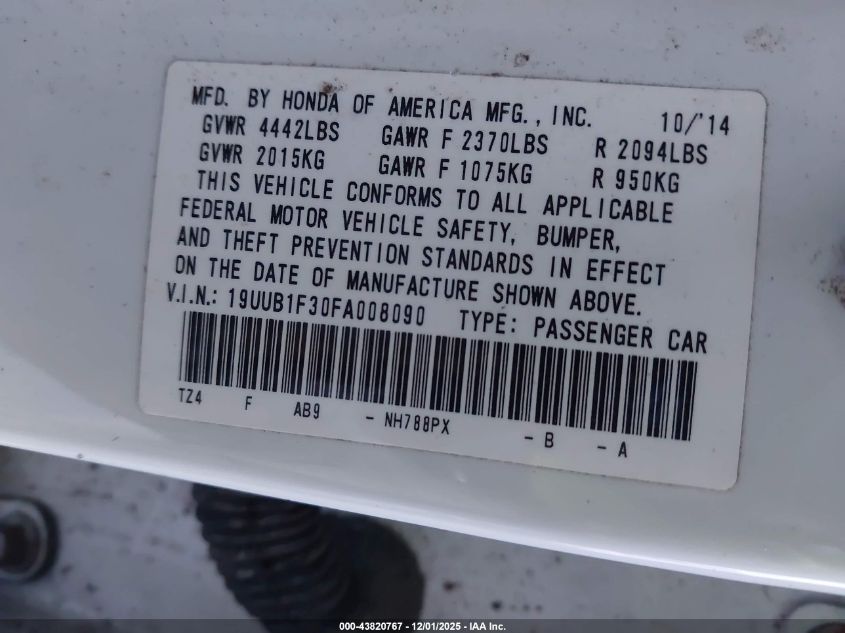 MFD. BY HONDA OF AMERICA MFG., INC. 10/'14
GVWR 4442LBS GAWR F 2370LBS R 2094LBS
GVWR 2015KG GAWR F 1075KG R 950KG
THIS VEHICLE CONFORMS TO ALL APPLICABLE
FEDERAL MOTOR VEHICLE SAFETY, BUMPER,
AND THEFT PREVENTION STANDARDS IN EFFECT
ON THE DATE OF MANUFACTURE SHOWN ABOVE.
V.I.N.: 19UUB1F30FA008090 TYPE: PASSENGER CAR
TZ4 F AB9 - NH788PX - B - A
000-43820767 - 12/01/2025 - IAA Inc.